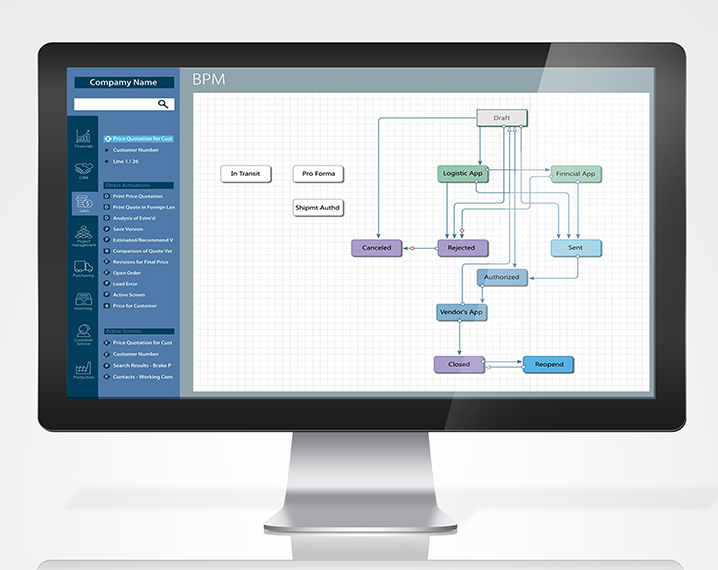 Compamy Name
BPM
Financials
CRM
Sales
Project
management
Purchasing
Inventory
Customer
Service
Production
Price Quotation for Cust
Customer Number
Line 1 / 26
Direct Activations
Print Price Quotation
Print Quote in Foreign Lan
Analysis of Estim'd
Save Version
Estimated/Recommend V
Comparison of Quote Ver
Revisions for Final Price
Open Order
Load Error
Active Screen
Price for Customer
Active Screens
Price Quotation for Cust
Customer Number
Search Results - Brake P
Contacts - Working Com
Draft
In Transit
Pro Forma
Logistic App
Finncial App
Shipmt Authd
Canceled
Rejected
Sent
Authorized
Vendor's App
Closed
Reopend